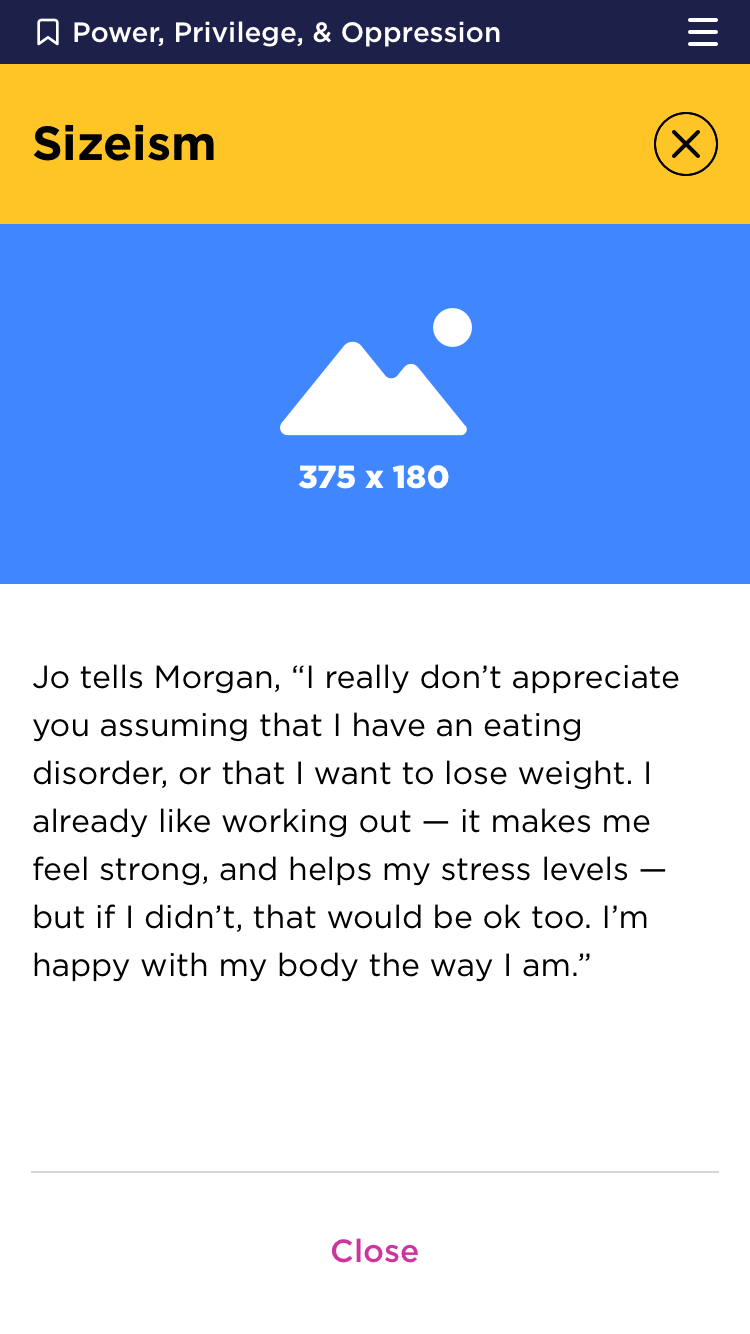 Power, Privilege, & Oppression
Sizeism
375 x 180
Jo tells Morgan, “I really don’t appreciate
you assuming that I have an eating
disorder, or that I want to lose weight. I
already like working out — it makes me
feel strong, and helps my stress levels —
but if I didn’t, that would be ok too. I’m
happy with my body the way I am.”
Close